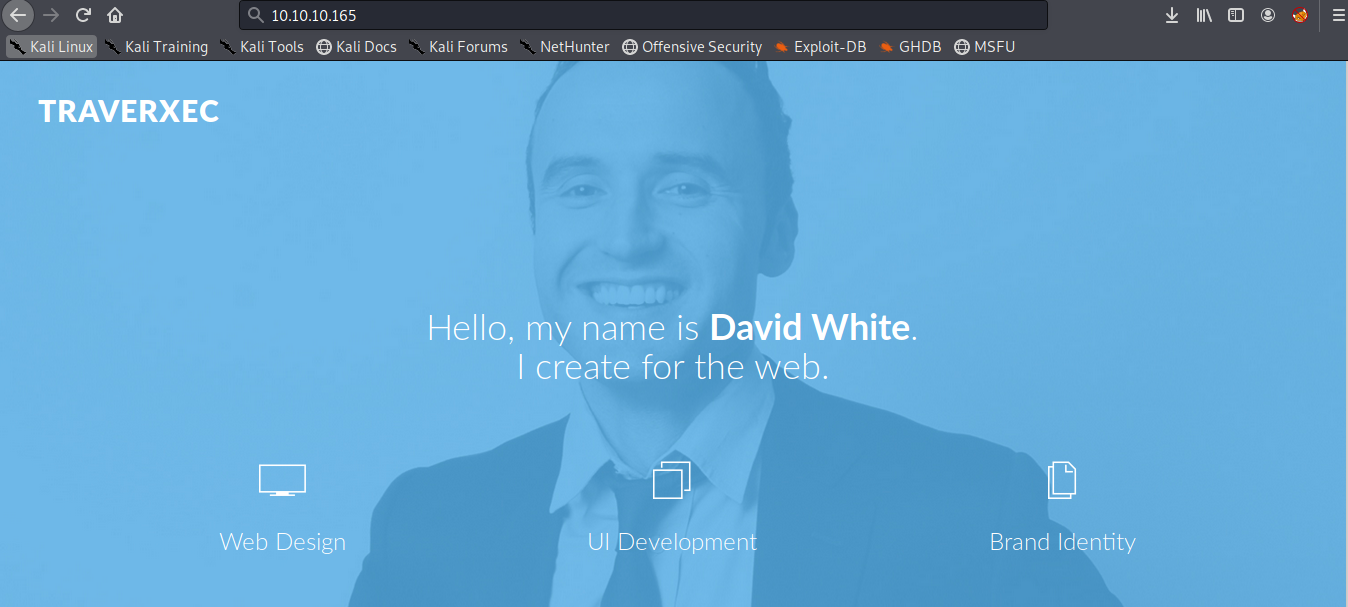 10.10.10.165
Kali Linux Kali Training Kali Tools Kali Docs Kali Forums NetHunter Offensive Security Exploit-DB GHDB MSFU
TRAVERXEC
Hello, my name is David White.
I create for the web.
Web Design UI Development Brand Identity